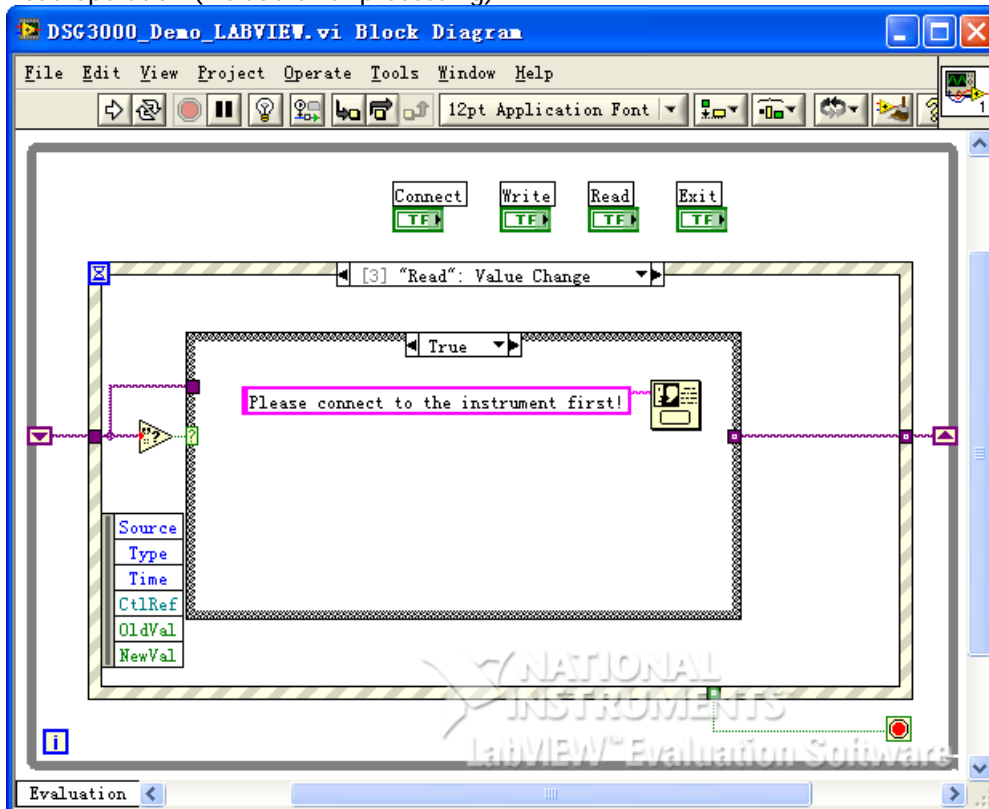 DSG3000_Demo_LABVIEW.vi Block Diagram
File Edit View Project Operate Tools Window Help
12pt Application Font
1
Connect Write Read Exit
TF TF TF TF
[3] "Read": Value Change
True
Please connect to the instrument first!
?
?
Source
Type
Time
CtlRef
OldVal
NewVal
NATIONAL
INSTRUMENTS
LabVIEW™ Evaluation Software
i
Evaluation